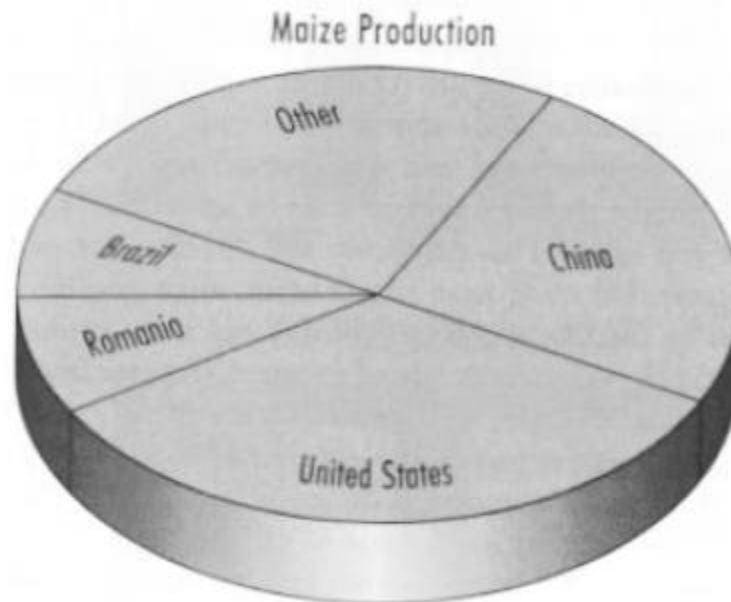 Maize Production
Other
China
Brazil
Romania
United States